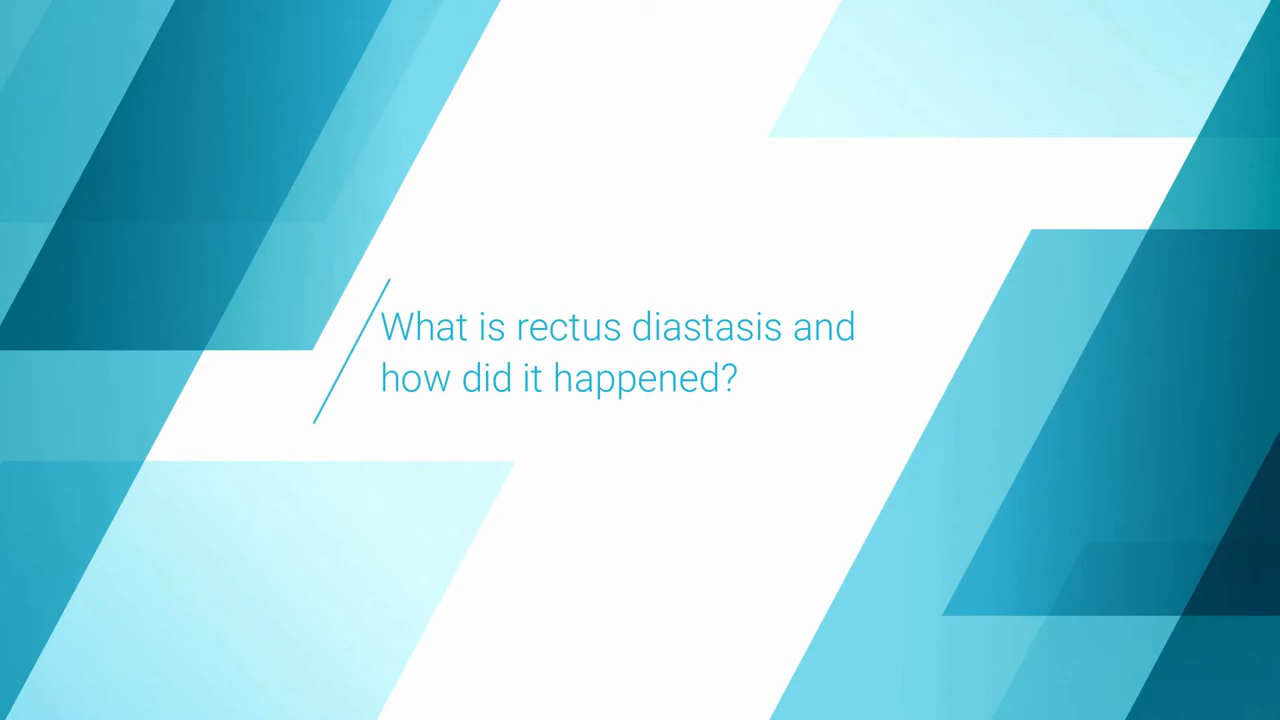 What is rectus diastasis and
how did it happened?